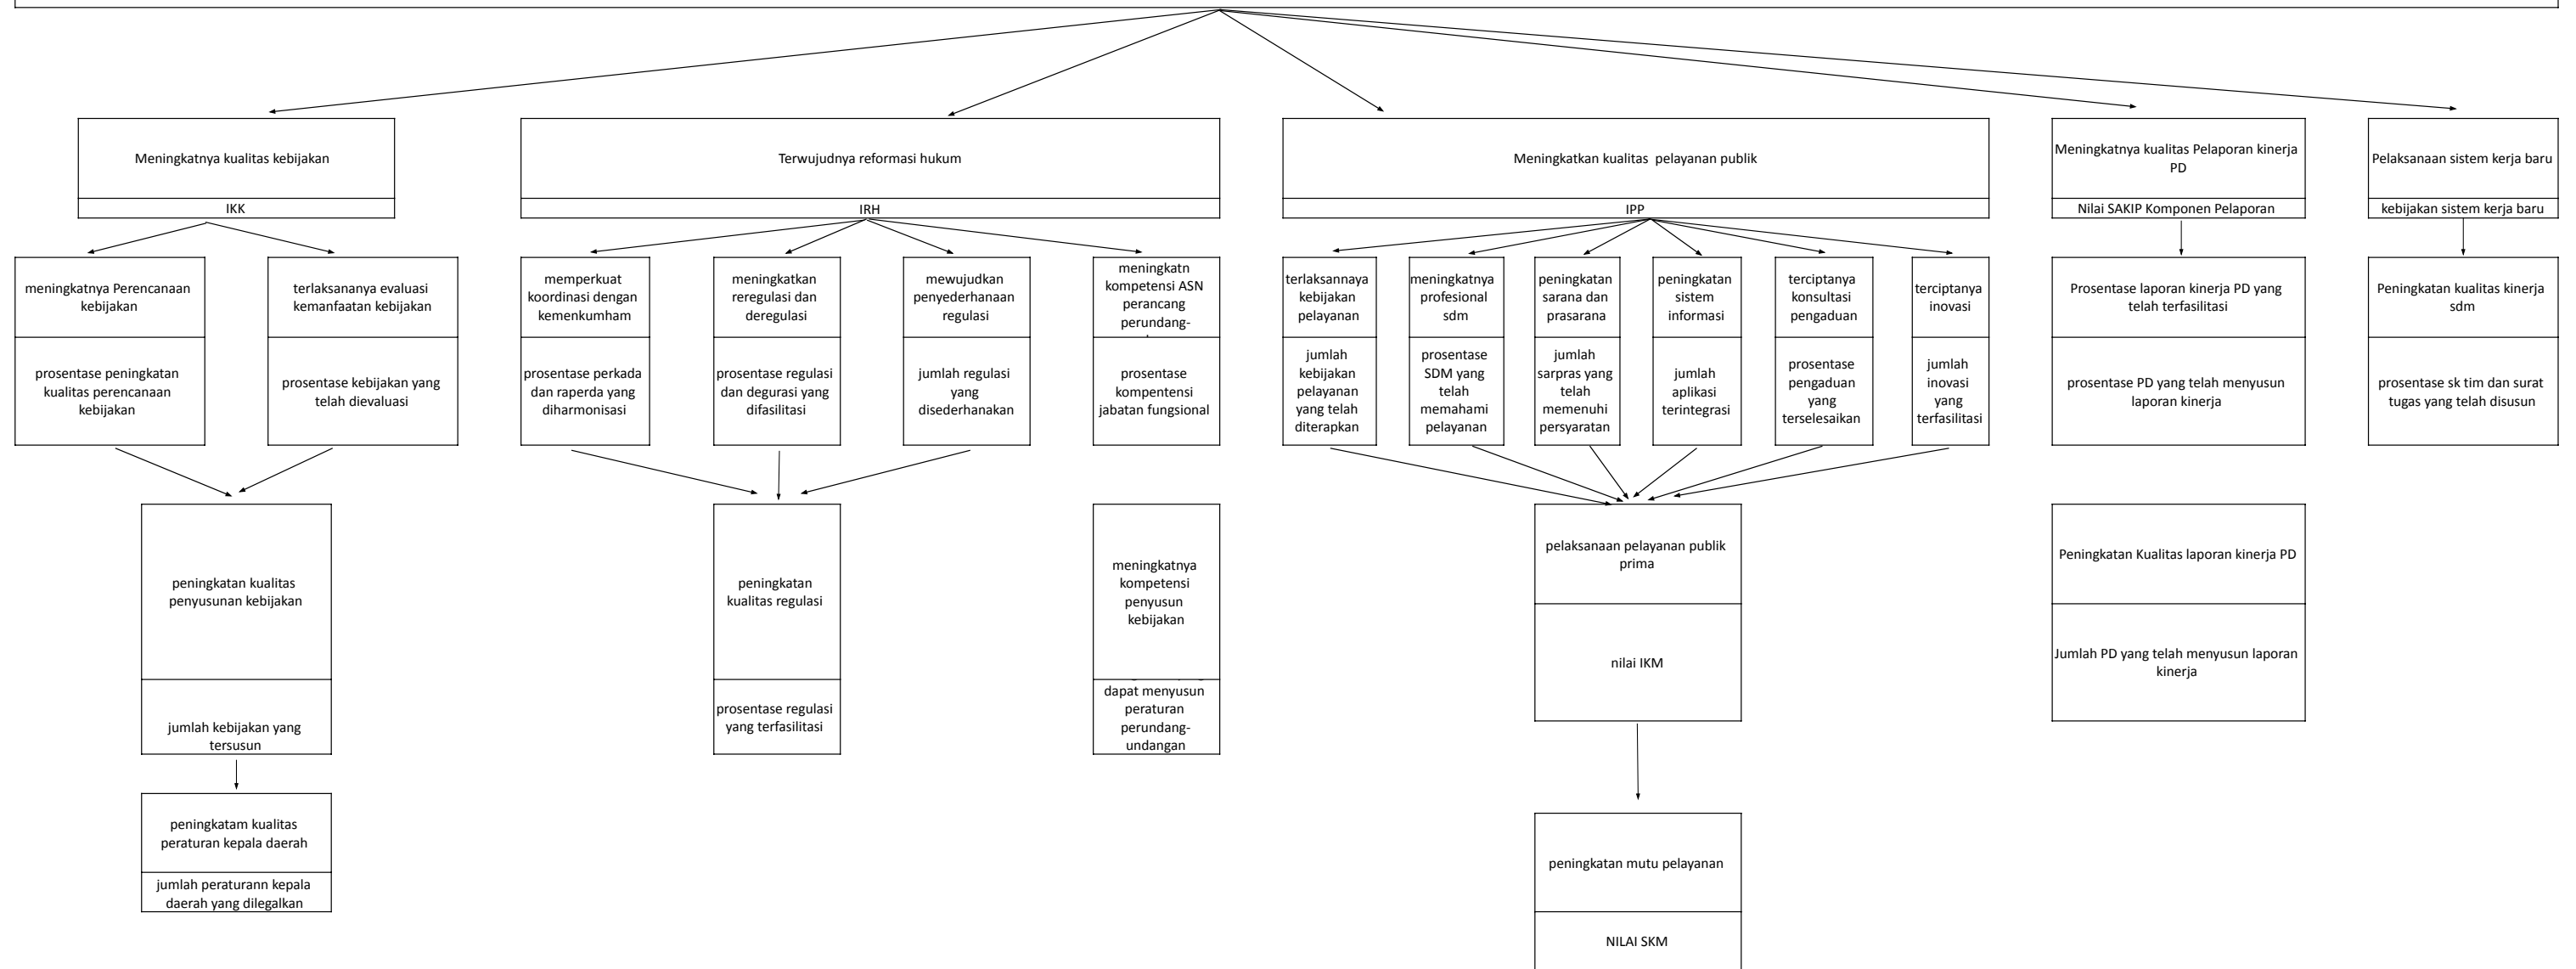 Meningkatnya kualitas kebijakan
IKK
Terwujudnya reformasi hukum
IRH
Meningkatkan kualitas pelayanan publik
IPP
Meningkatnya kualitas Pelaporan kinerja
PD
Nilai SAKIP Komponen Pelaporan
Pelaksanaan sistem kerja baru
kebijakan sistem kerja baru
meningkatnya Perencanaan
kebijakan
prosentase peningkatan
kualitas perencanaan
kebijakan
terlaksananya evaluasi
kemanfaatan kebijakan
prosentase kebijakan yang
telah dievaluasi
memperkuat
koordinasi dengan
kemenkumham
prosentase perkada
dan raperda yang
diharmonisasi
meningkatkan
reregulasi dan
deregulasi
prosentase regulasi
dan degurasi yang
difasilitasi
mewujudkan
penyederhanaan
regulasi
jumlah regulasi
yang
disederhanakan
meningkatn
kompetensi ASN
perancang
perundang-
prosentase
kompentensi
jabatan fungsional
terlaksannaya
kebijakan
pelayanan
jumlah
kebijakan
pelayanan
yang telah
diterapkan
meningkatnya
profesional
sdm
prosentase
SDM yang
telah
memahami
pelayanan
peningkatan
sarana dan
prasarana
jumlah
sarpras yang
telah
memenuhi
persyaratan
peningkatan
sistem
informasi
jumlah
aplikasi
terintegrasi
terciptanya
konsultasi
pengaduan
prosentase
pengaduan
yang
terselesaikan
terciptanya
inovasi
jumlah
inovasi
yang
terfasilitasi
Prosentase laporan kinerja PD yang
telah terfasilitasi
prosentase PD yang telah menyusun
laporan kinerja
Peningkatan kualitas kinerja
sdm
prosentase sk tim dan surat
tugas yang telah disusun
peningkatan kualitas
penyusunan kebijakan
jumlah kebijakan yang
tersusun
peningkatan
kualitas regulasi
prosentase regulasi
yang terfasilitasi
meningkatnya
kompetensi
penyusun
kebijakan
dapat menyusun
peraturan
perundang-
undangan
pelaksanaan pelayanan publik
prima
nilai IKM
Peningkatan Kualitas laporan kinerja PD
Jumlah PD yang telah menyusun laporan
kinerja
peningkatam kualitas
peraturan kepala daerah
jumlah peraturann kepala
daerah yang dilegalkan
peningkatan mutu pelayanan
NILAI SKM